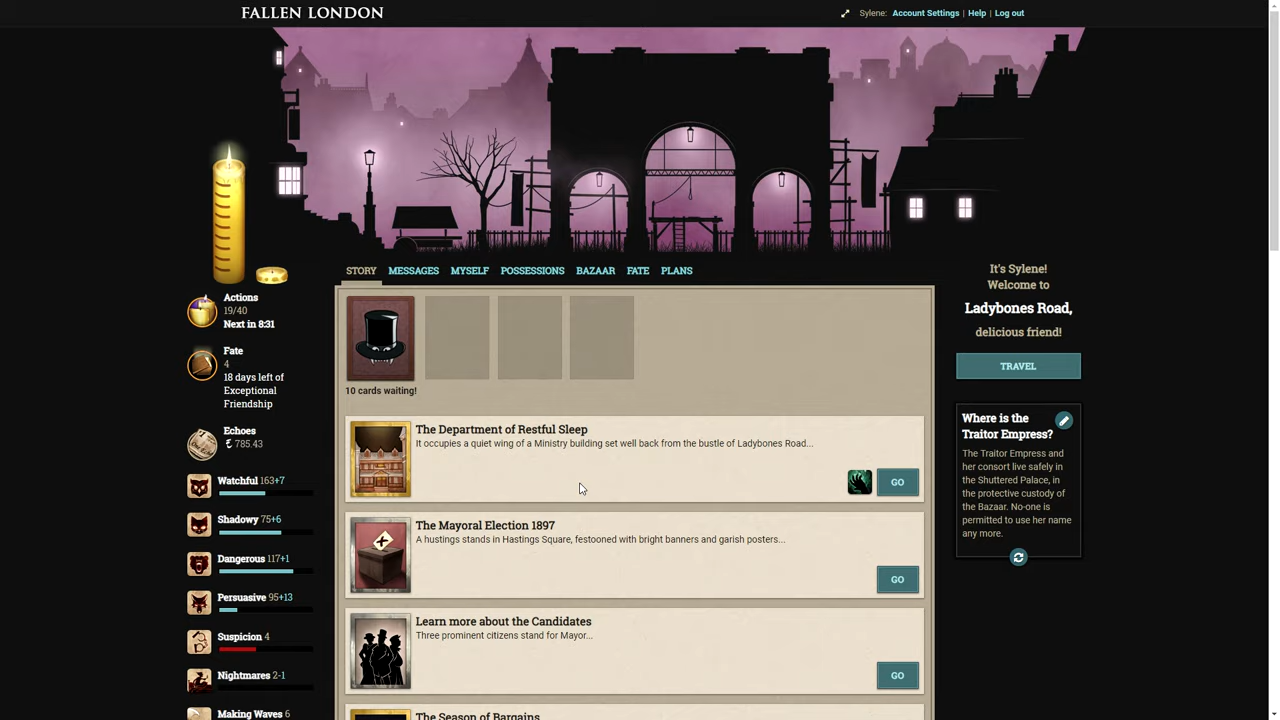 FALLEN LONDON
Sylene: Account Settings | Help | Log out
STORY MESSAGES MYSELF POSSESSIONS BAZAAR FATE PLANS
Actions
19/40
Next in 8:31
Fate
4
18 days left of
Exceptional
Friendship
Echoes
785.43
Watchful 163+7
Shadowy 75+6
Dangerous 117+1
Persuasive 95+13
Suspicion 4
Nightmares 2-1
Making Waves 6
10 cards waiting!
The Department of Restful Sleep
It occupies a quiet wing of a Ministry building set well back from the bustle of Ladybones Road...
GO
The Mayoral Election 1897
A hustings stands in Hastings Square, festooned with bright banners and garish posters...
GO
Learn more about the Candidates
Three prominent citizens stand for Mayor...
GO
The Season of Bargains
It's Sylene!
Welcome to
Ladybones Road,
delicious friend!
TRAVEL
Where is the
Traitor Empress?
The Traitor Empress and
her consort live safely in
the Shuttered Palace, in
the protective custody of
the Bazaar. No-one is
permitted to use her name
any more.